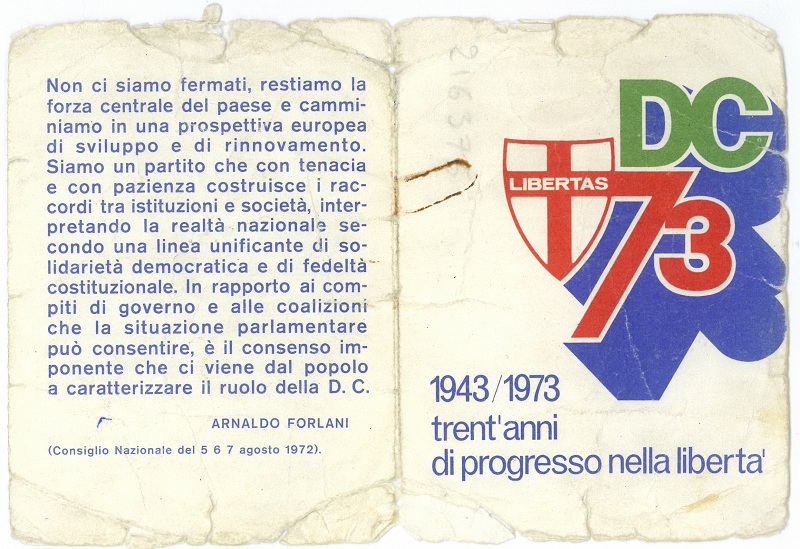 Non ci siamo fermati, restiamo la
forza centrale del paese e cammi-
niamo in una prospettiva europea
di sviluppo e di rinnovamento.
Siamo un partito che con tenacia
e con pazienza costruisce i rac-
cordi tra istituzioni e società, inter-
pretando la realtà nazionale se-
condo una linea unificante di so-
lidarietà democratica e di fedeltà
costituzionale. In rapporto ai com-
piti di governo e alle coalizioni
che la situazione parlamentare
può consentire, è il consenso im-
ponente che ci viene dal popolo
a caratterizzare il ruolo della D. C.
ARNALDO FORLANI
(Consiglio Nazionale del 5 6 7 agosto 1972).
DC
LIBERTAS
73
1943/1973
trent'anni
di progresso nella liberta'